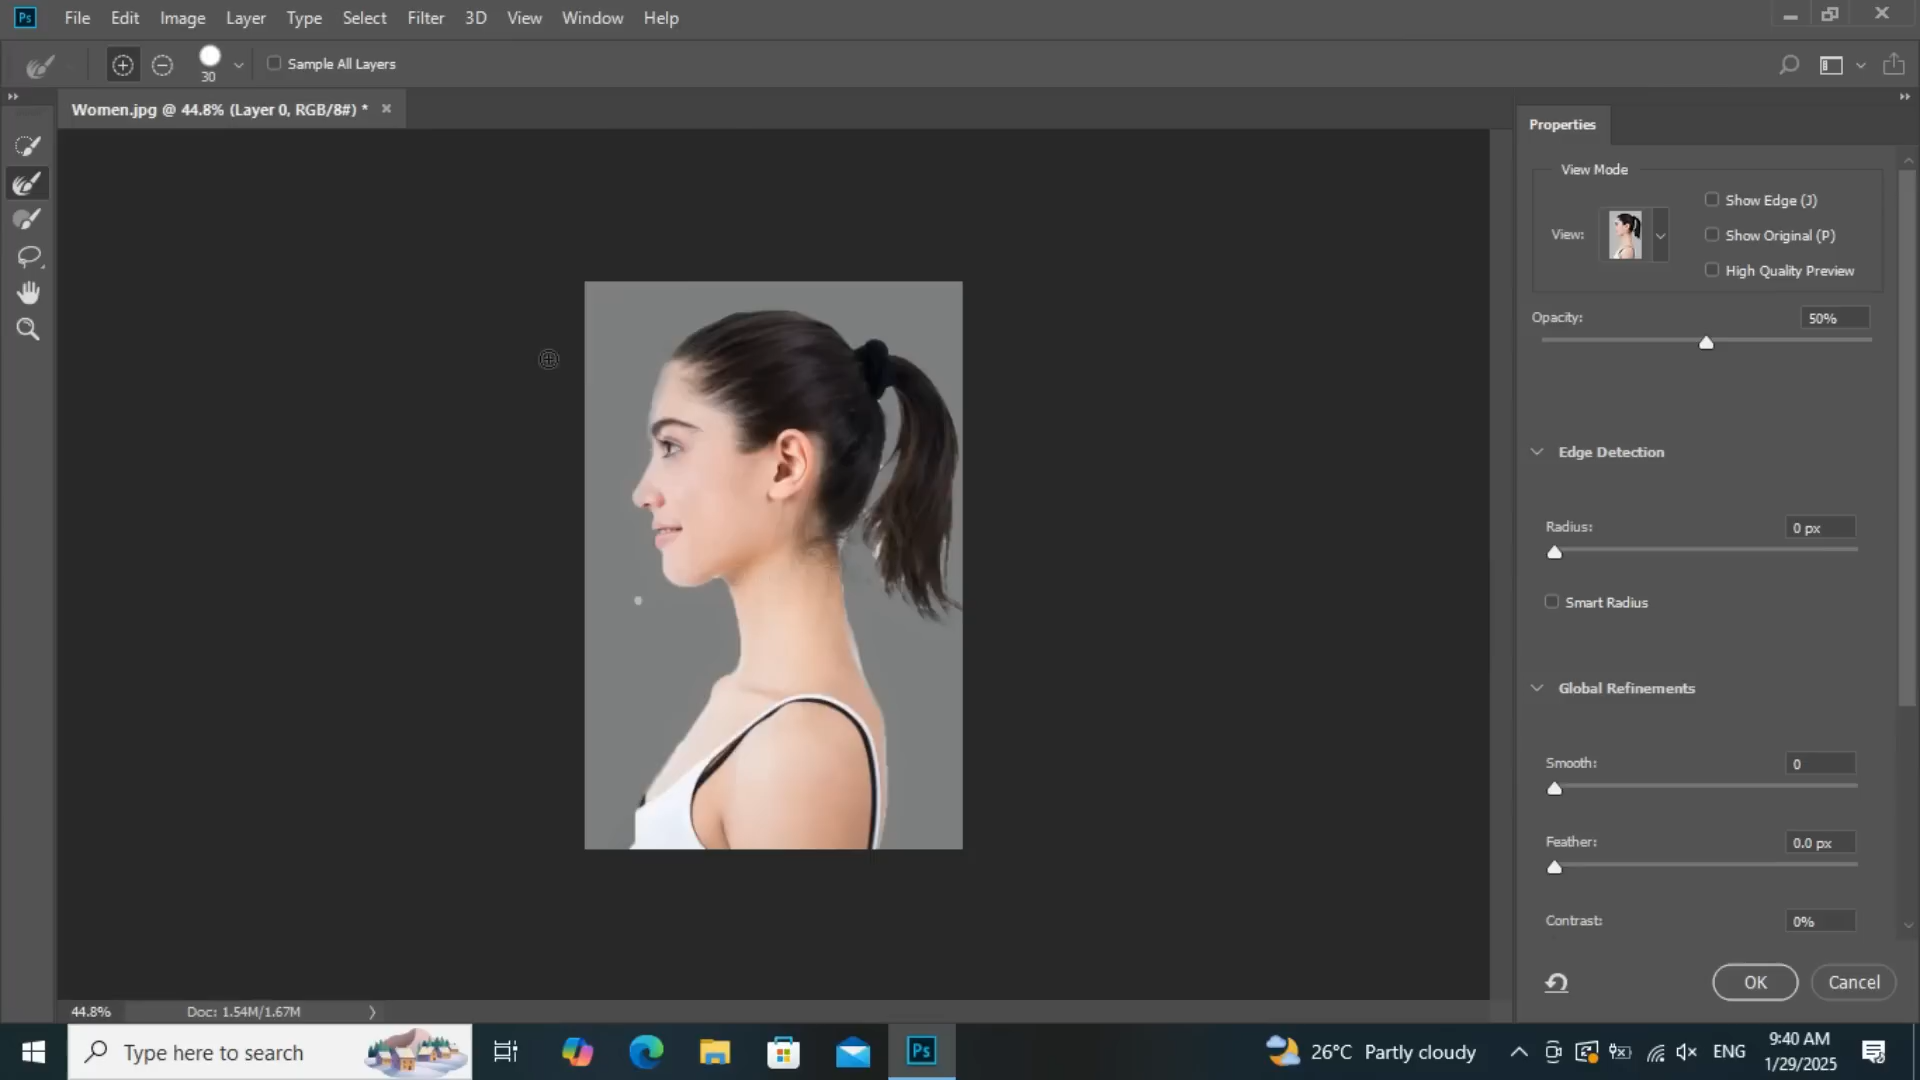 Ps File Edit Image Layer Type Select Filter 3D View Window Help
30 Sample All Layers
Women.jpg @ 44.8% (Layer 0, RGB/8#) * ×
Properties
View Mode
View:
Show Edge (J)
Show Original (P)
High Quality Preview
Opacity: 50%
Edge Detection
Radius: 0 px
Smart Radius
Global Refinements
Smooth: 0
Feather: 0.0 px
Contrast: 0%
OK Cancel
44.8% Doc: 1.54M/1.67M
Type here to search
Ps
26°C Partly cloudy
ENG
9:40 AM
1/29/2025